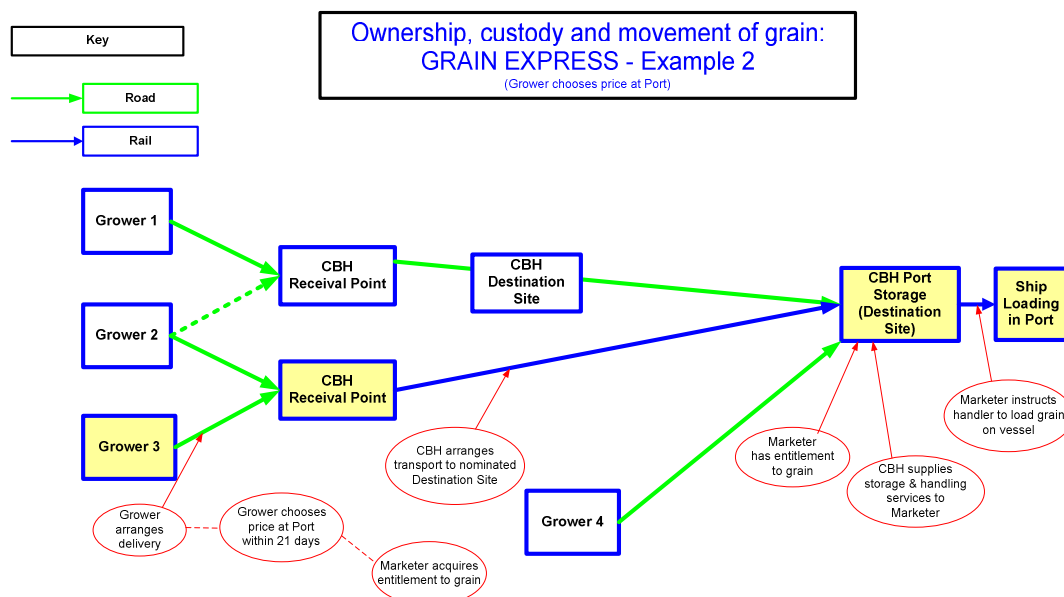 Key
Ownership, custody and movement of grain:
GRAIN EXPRESS - Example 2
(Grower chooses price at Port)
Road
Rail
Grower 1
CBH
Receival Point
CBH
Destination
Site
CBH Port
Storage
(Destination
Site)
Ship
Loading
in Port
Grower 2
CBH
Receival Point
Grower 3
Marketer instructs
handler to load grain
on vessel
CBH arranges
transport to nominated
Destination Site
Marketer
has entitlement
to grain
CBH supplies
storage & handling
services to
Marketer
Grower 4
Grower
arranges
delivery
Grower chooses
price at Port
within 21 days
Marketer acquires
entitlement to grain